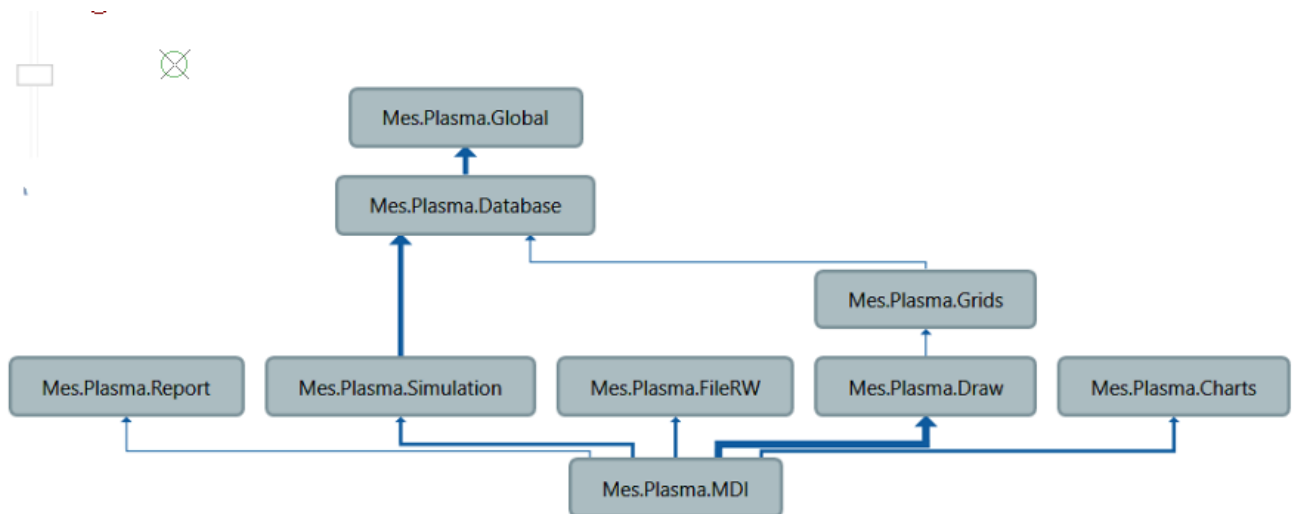 Mes.Plasma.Global
Mes.Plasma.Database
Mes.Plasma.Grids
Mes.Plasma.Report
Mes.Plasma.Simulation
Mes.Plasma.FileRW
Mes.Plasma.Draw
Mes.Plasma.Charts
Mes.Plasma.MDI